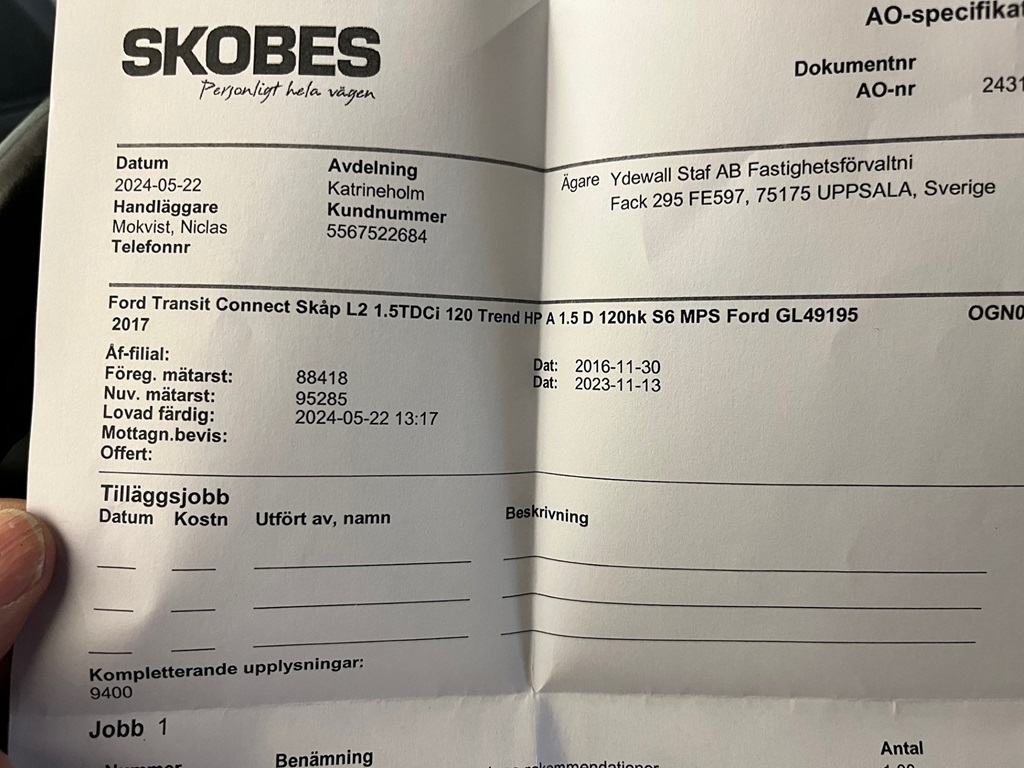 SKOBES
Personligt hela vägen
AO-specifikat
Dokumentnr
AO-nr 2431
Datum
2024-05-22
Handläggare
Mokvist, Niclas
Telefonnr
Avdelning
Katrineholm
Kundnummer
5567522684
Ägare Ydewall Staf AB Fastighetsförvaltni
Fack 295 FE597, 75175 UPPSALA, Sverige
Ford Transit Connect Skåp L2 1.5TDCi 120 Trend HP A 1.5 D 120hk S6 MPS Ford GL49195 OGN0
2017
Åf-filial:
Föreg. mätarst: 88418 Dat: 2016-11-30
Nuv. mätarst: 95285 Dat: 2023-11-13
Lovad färdig: 2024-05-22 13:17
Mottagn.bevis:
Offert:
Tilläggsjobb
Datum Kostn Utfört av, namn Beskrivning
Kompletterande upplysningar:
9400
Jobb 1
Benämning Antal